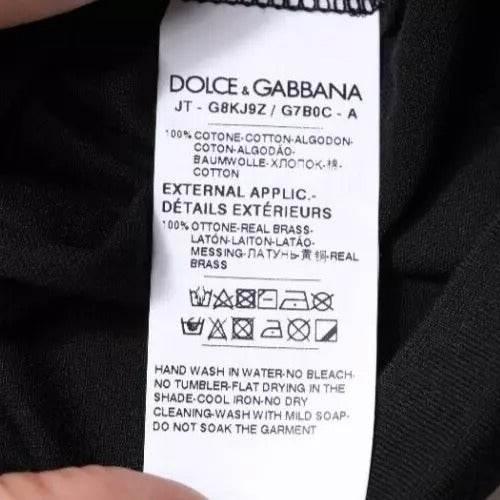 DOLCE & GABBANA
JT - G8KJ9Z / G7B0C - A
100% COTONE-COTTON-ALGODON-
COTON-ALGODÃO-
BAUMWOLLE-ХЛОПОК-棉-
COTTON
EXTERNAL APPLIC.-
DÉTAILS EXTÉRIEURS
100% OTTONE-REAL BRASS-
LATÓN-LAITON-LATÃO-
MESSING-ЛАТУНЬ-黄铜-REAL
BRASS
HAND WASH IN WATER-NO BLEACH-
NO TUMBLER-FLAT DRYING IN THE
SHADE-COOL IRON-NO DRY
CLEANING-WASH WITH MILD SOAP-
DO NOT SOAK THE GARMENT